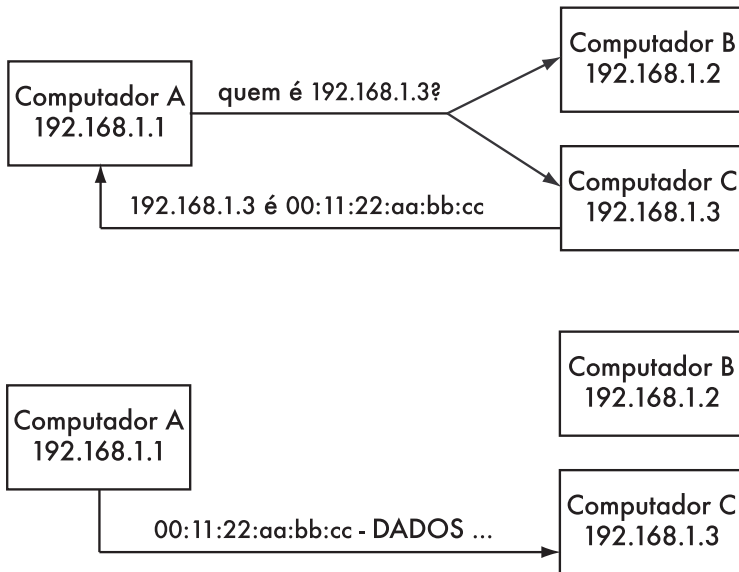 Computador A
192.168.1.1
quem é 192.168.1.3?
Computador B
192.168.1.2
Computador C
192.168.1.3
192.168.1.3 é 00:11:22:aa:bb:cc
Computador B
192.168.1.2
Computador A
192.168.1.1
00:11:22:aa:bb:cc - DADOS ...
Computador C
192.168.1.3